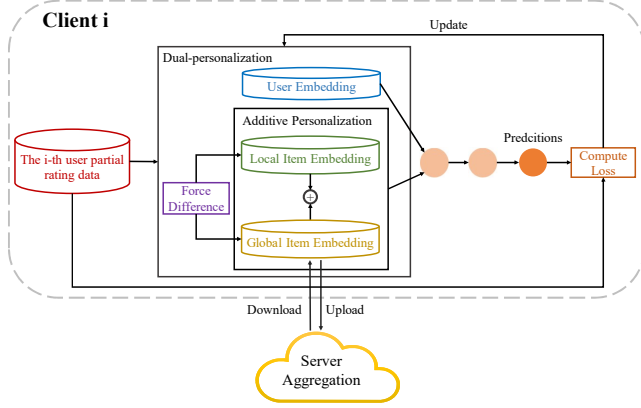 Client i
Update
Dual-personalization
User Embedding
Additive Personalization
Predcitions
The i-th user partial
rating data
Local Item Embedding
Compute
Loss
Force
Difference
+
Global Item Embedding
Download
Upload
Server
Aggregation